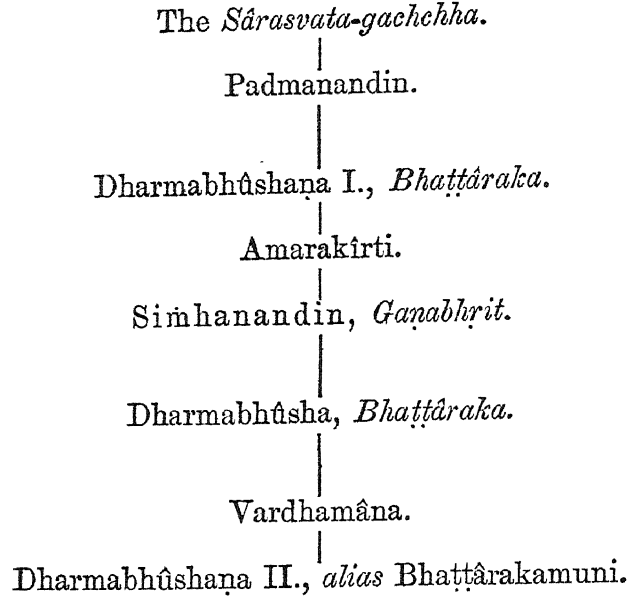 The Sârasvata-gachchha.
Padmanandin.
Dharmabhûshaṇa I., Bhaṭṭâraka.
Amarakîrti.
Siṁhanandin, Gaṇabhṛit.
Dharmabhûsha, Bhaṭṭâraka.
Vardhamâna.
Dharmabhûshaṇa II., alias Bhaṭṭârakamuni.